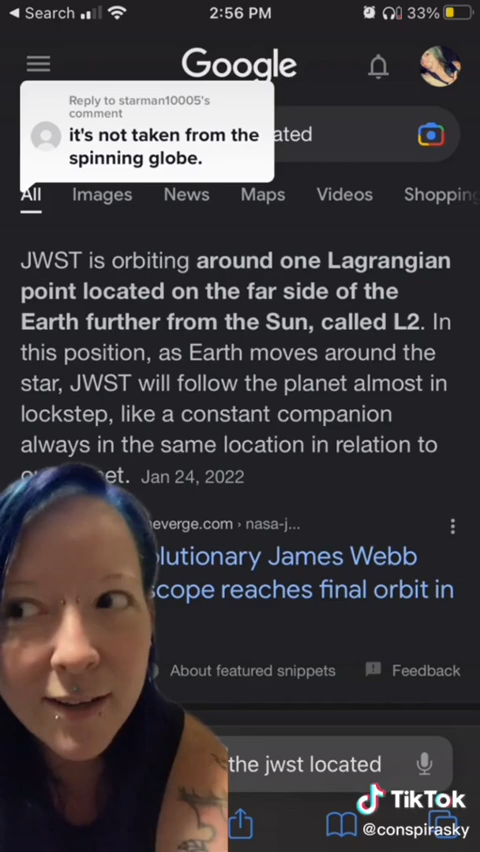 Search
2:56 PM
33%
Google
Reply to starman10005's
comment
it's not taken from the
spinning globe.
ated
All Images News Maps Videos Shopping
JWST is orbiting around one Lagrangian
point located on the far side of the
Earth further from the Sun, called L2. In
this position, as Earth moves around the
star, JWST will follow the planet almost in
lockstep, like a constant companion
always in the same location in relation to
et. Jan 24, 2022
everge.com › nasa-j...
olutionary James Webb
scope reaches final orbit in
About featured snippets Feedback
the jwst located
TikTok
@conspirasky